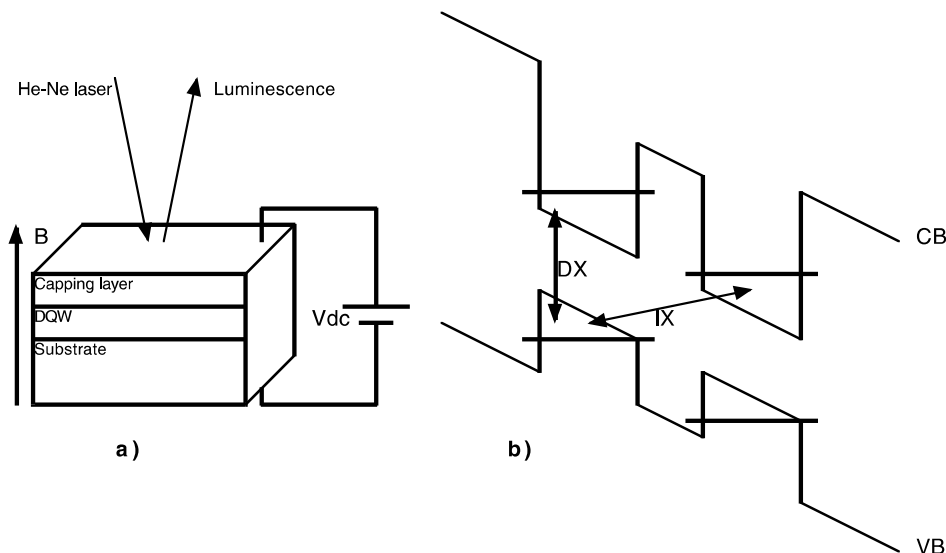 He-Ne laser
Luminescence
B
Capping layer
DQW
Substrate
Vdc
a)
DX
IX
CB
VB
b)